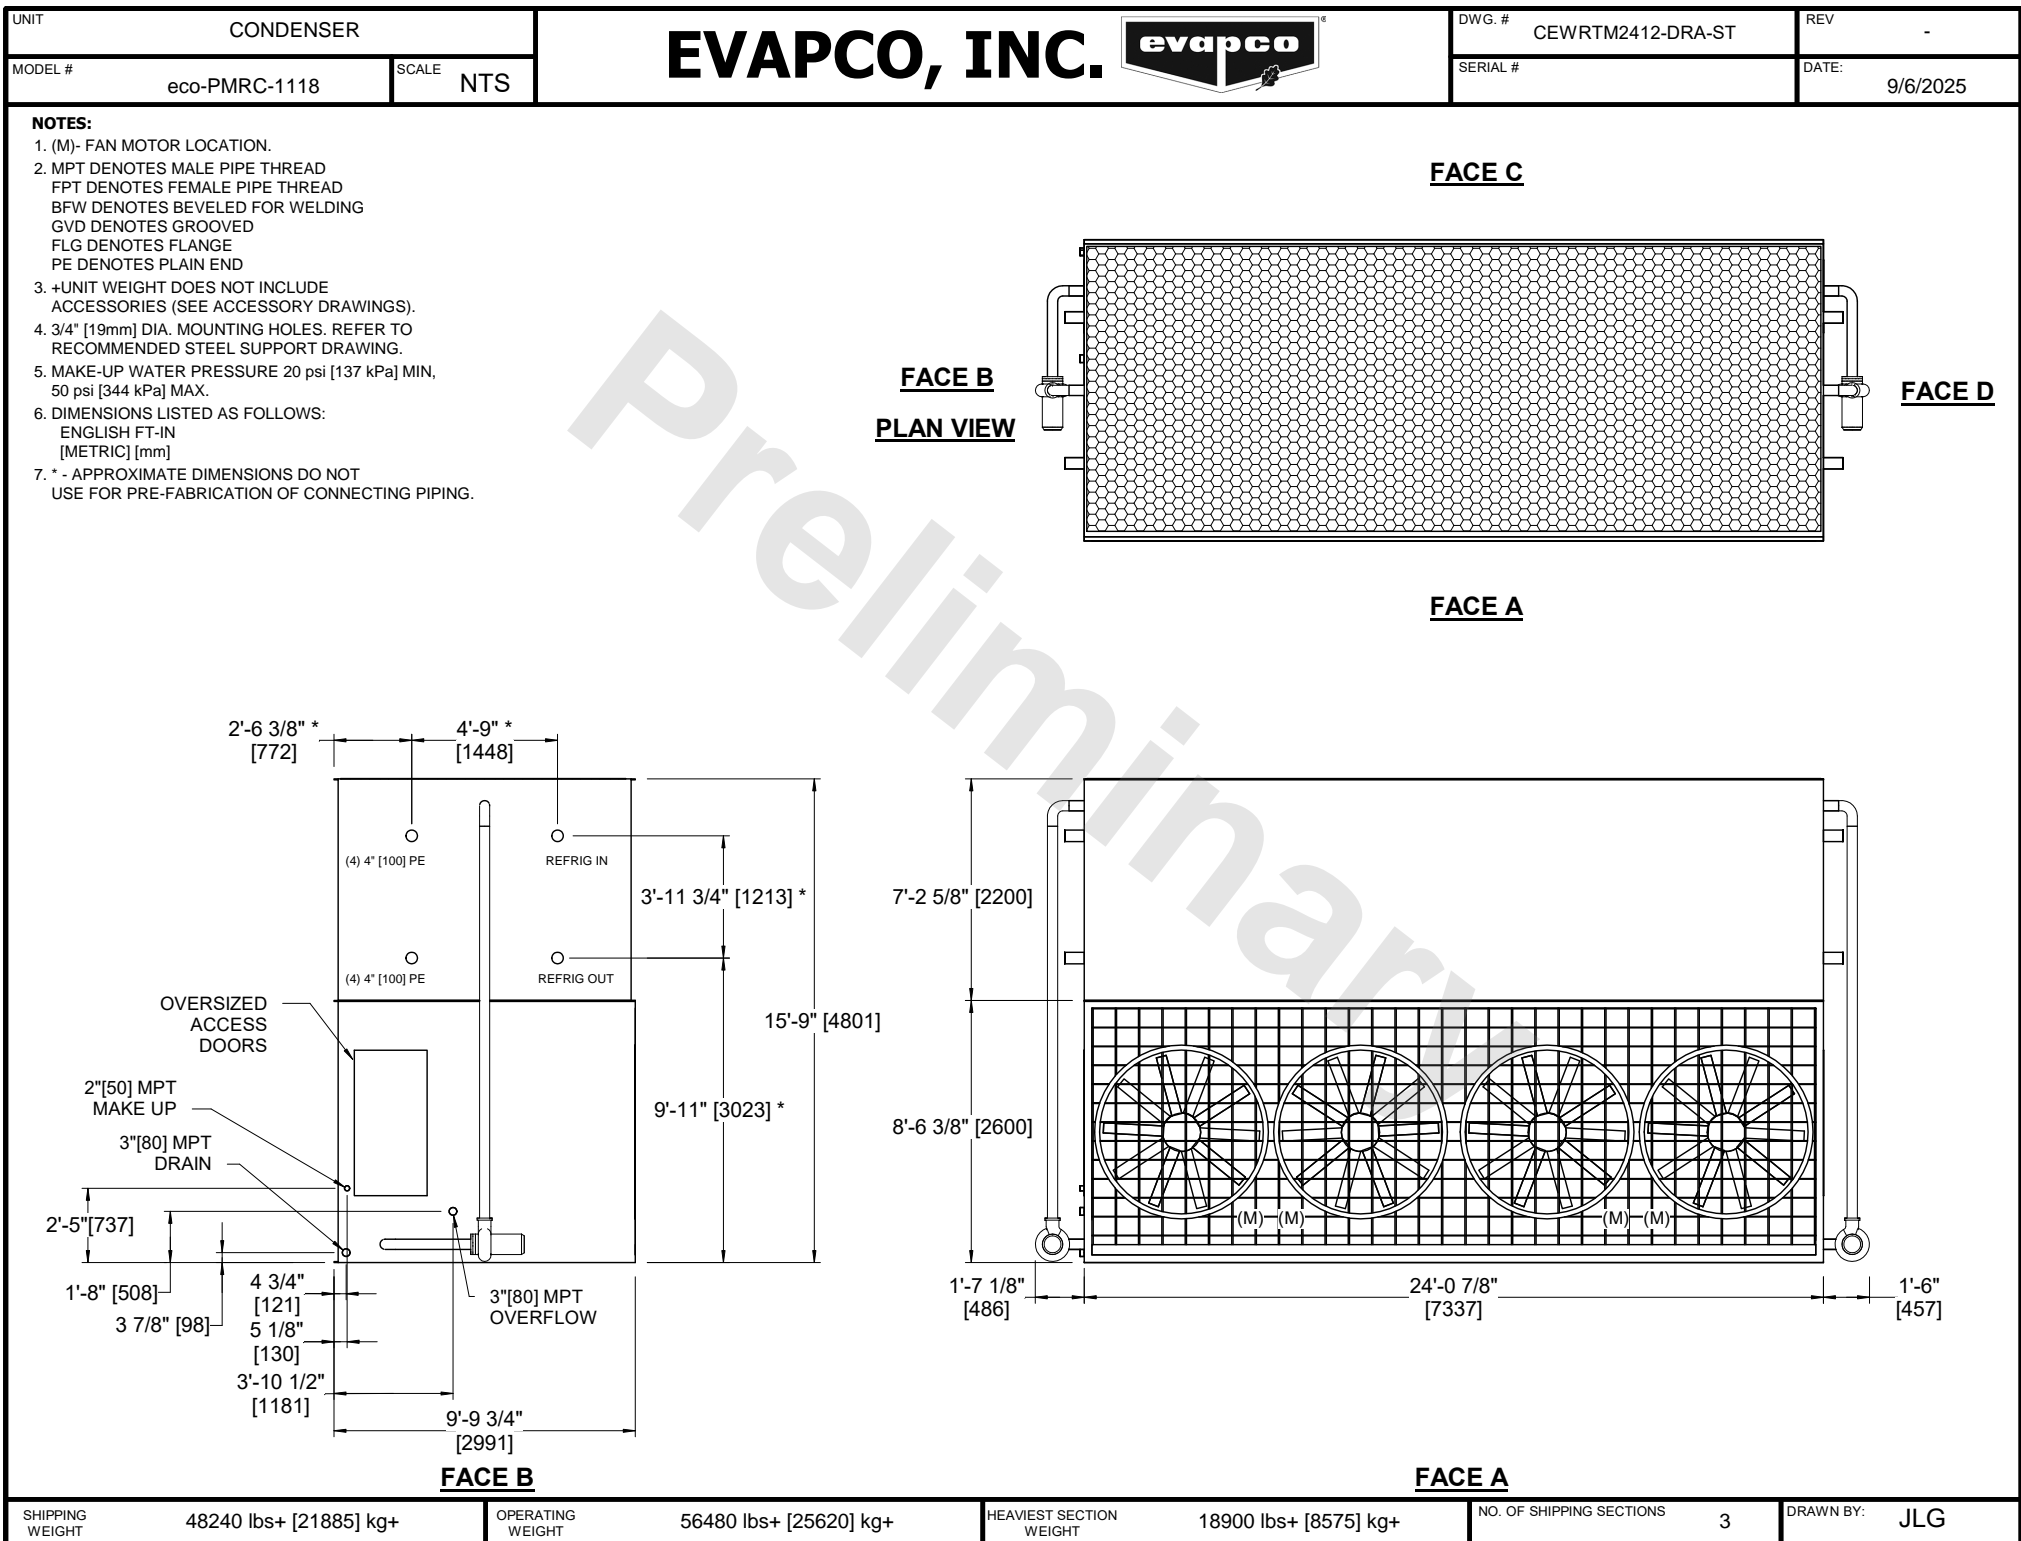 UNIT
CONDENSER
MODEL #
eco-PMRC-1118
SCALE
NTS
EVAPCO, INC.
evapco
®
DWG. #
CEWRTM2412-DRA-ST
REV
-
SERIAL #
DATE:
9/6/2025
NOTES:
1. (M)- FAN MOTOR LOCATION.
2. MPT DENOTES MALE PIPE THREAD
FPT DENOTES FEMALE PIPE THREAD
BFW DENOTES BEVELED FOR WELDING
GVD DENOTES GROOVED
FLG DENOTES FLANGE
PE DENOTES PLAIN END
3. +UNIT WEIGHT DOES NOT INCLUDE
ACCESSORIES (SEE ACCESSORY DRAWINGS).
4. 3/4" [19mm] DIA. MOUNTING HOLES. REFER TO
RECOMMENDED STEEL SUPPORT DRAWING.
5. MAKE-UP WATER PRESSURE 20 psi [137 kPa] MIN,
50 psi [344 kPa] MAX.
6. DIMENSIONS LISTED AS FOLLOWS:
ENGLISH FT-IN
[METRIC] [mm]
7. * - APPROXIMATE DIMENSIONS DO NOT
USE FOR PRE-FABRICATION OF CONNECTING PIPING.
FACE C
FACE B
PLAN VIEW
FACE D
FACE A
Preliminary
2'-6 3/8" *
[772]
4'-9" *
[1448]
(4) 4" [100] PE
REFRIG IN
3'-11 3/4" [1213] *
(4) 4" [100] PE
REFRIG OUT
OVERSIZED
ACCESS
DOORS
15'-9" [4801]
2"[50] MPT
MAKE UP
9'-11" [3023] *
3"[80] MPT
DRAIN
2'-5"[737]
1'-8" [508]
3 7/8" [98]
4 3/4"
[121]
5 1/8"
[130]
3"[80] MPT
OVERFLOW
3'-10 1/2"
[1181]
9'-9 3/4"
[2991]
FACE B
7'-2 5/8" [2200]
8'-6 3/8" [2600]
(M)
(M)
(M)
(M)
1'-7 1/8"
[486]
24'-0 7/8"
[7337]
1'-6"
[457]
FACE A
SHIPPING
WEIGHT
48240 lbs+ [21885] kg+
OPERATING
WEIGHT
56480 lbs+ [25620] kg+
HEAVIEST SECTION
WEIGHT
18900 lbs+ [8575] kg+
NO. OF SHIPPING SECTIONS
3
DRAWN BY:
JLG